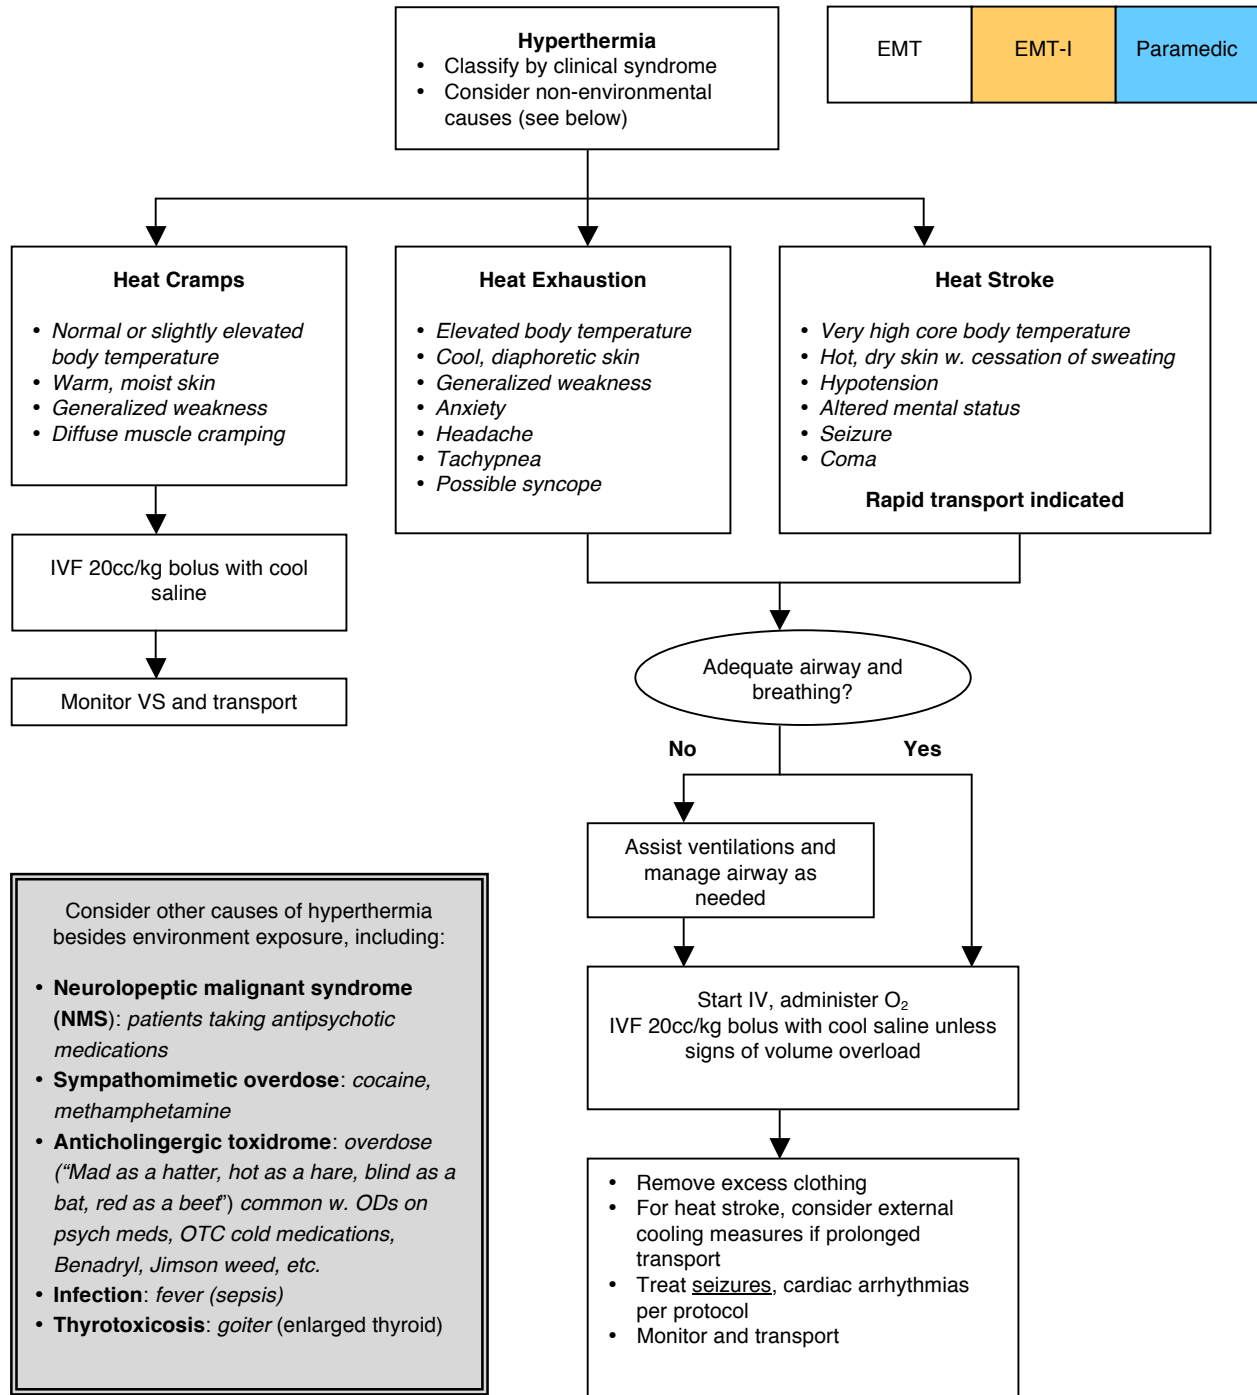 Hyperthermia
• Classify by clinical syndrome
• Consider non-environmental
causes (see below)
EMT
EMT-I
Paramedic
Heat Cramps
• Normal or slightly elevated
body temperature
• Warm, moist skin
• Generalized weakness
• Diffuse muscle cramping
Heat Exhaustion
• Elevated body temperature
• Cool, diaphoretic skin
• Generalized weakness
• Anxiety
• Headache
• Tachypnea
• Possible syncope
Heat Stroke
• Very high core body temperature
• Hot, dry skin w. cessation of sweating
• Hypotension
• Altered mental status
• Seizure
• Coma
Rapid transport indicated
IVF 20cc/kg bolus with cool
saline
Monitor VS and transport
Adequate airway and
breathing?
No
Yes
Assist ventilations and
manage airway as
needed
Start IV, administer O₂
IVF 20cc/kg bolus with cool saline unless
signs of volume overload
• Remove excess clothing
• For heat stroke, consider external
cooling measures if prolonged
transport
• Treat seizures, cardiac arrhythmias
per protocol
• Monitor and transport
Consider other causes of hyperthermia
besides environment exposure, including:
• Neurolopeptic malignant syndrome
(NMS): patients taking antipsychotic
medications
• Sympathomimetic overdose: cocaine,
methamphetamine
• Anticholingergic toxidrome: overdose
(“Mad as a hatter, hot as a hare, blind as a
bat, red as a beet”) common w. ODs on
psych meds, OTC cold medications,
Benadryl, Jimson weed, etc.
• Infection: fever (sepsis)
• Thyrotoxicosis: goiter (enlarged thyroid)